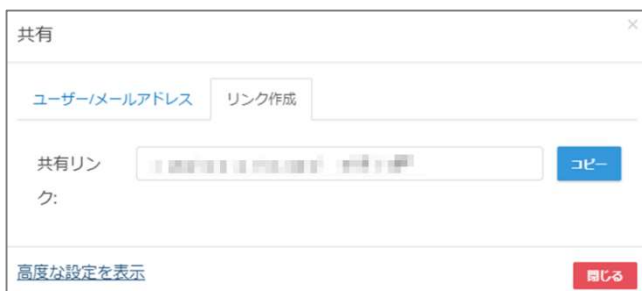 共有
×
ユーザー/メールアドレス リンク作成
共有リン
ク:
コピー
高度な設定を表示
閉じる